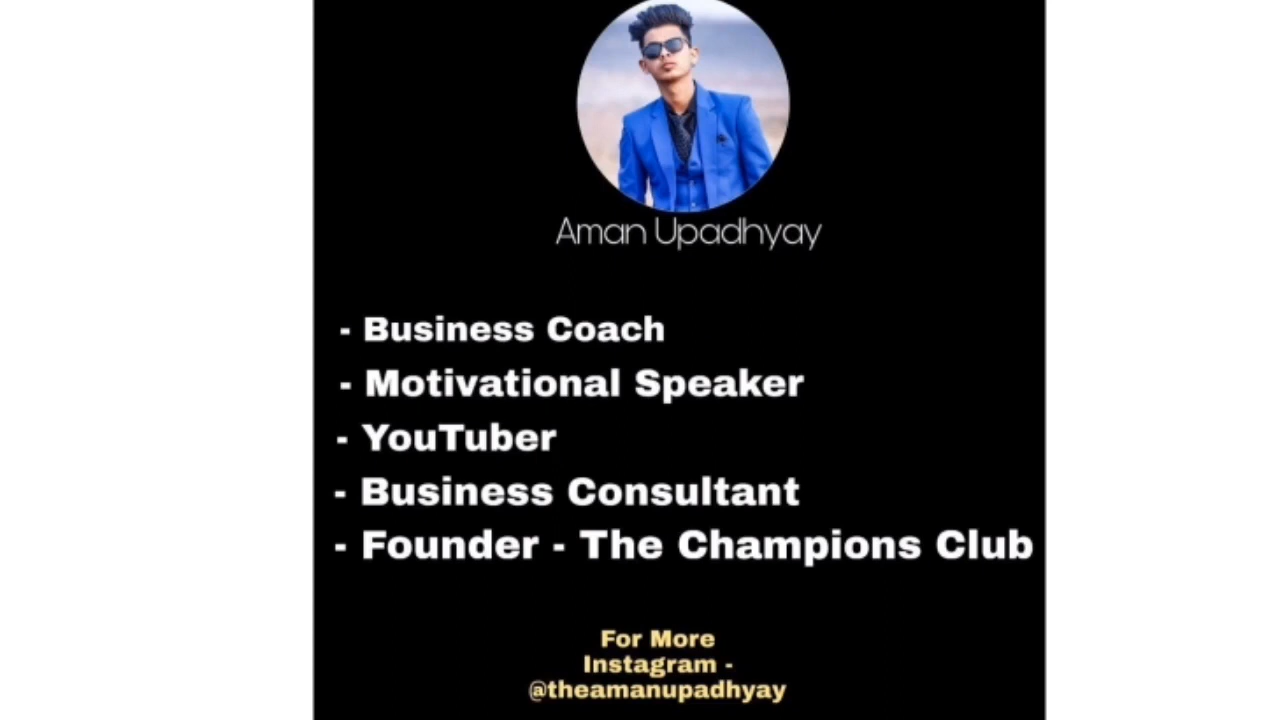 Aman Upadhyay
- Business Coach
- Motivational Speaker
- YouTuber
- Business Consultant
- Founder - The Champions Club
For More
Instagram -
@theamanupadhyay